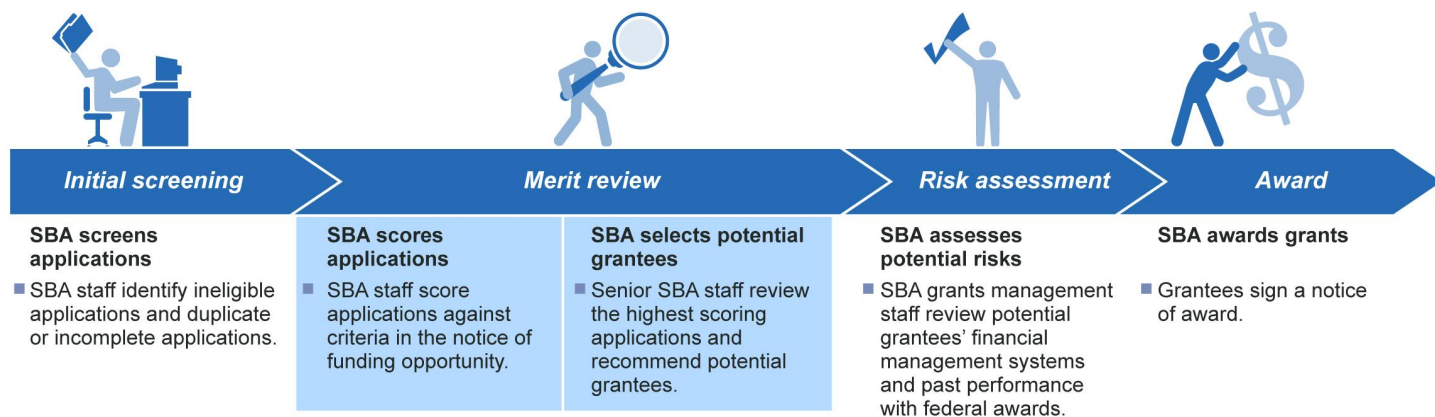 Initial screening
Merit review
Risk assessment
Award
SBA screens
applications
■ SBA staff identify ineligible
applications and duplicate
or incomplete applications.
SBA scores
applications
■ SBA staff score
applications against
criteria in the notice of
funding opportunity.
SBA selects potential
grantees
■ Senior SBA staff review
the highest scoring
applications and
recommend potential
grantees.
SBA assesses
potential risks
■ SBA grants management
staff review potential
grantees’ financial
management systems
and past performance
with federal awards.
SBA awards grants
■ Grantees sign a notice
of award.